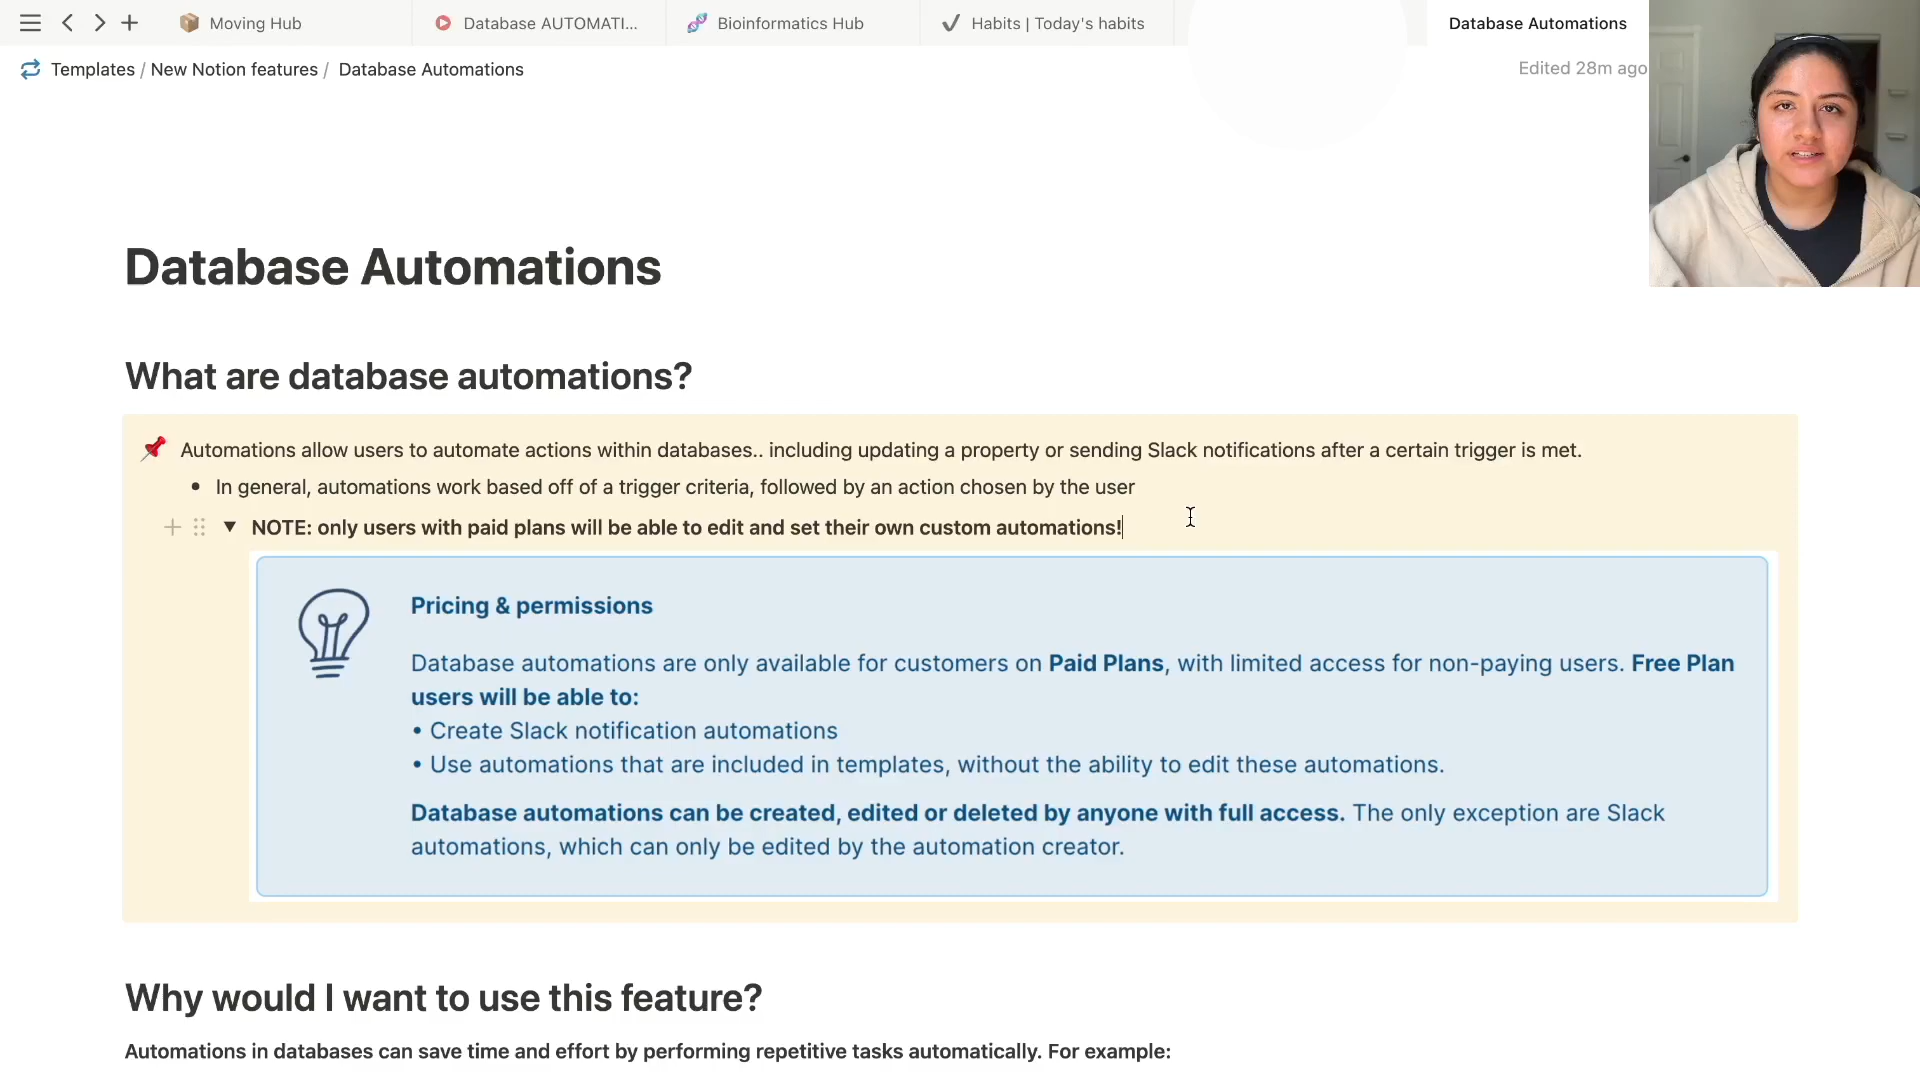 Moving Hub
Database AUTOMATI...
Bioinformatics Hub
Habits | Today's habits
Database Automations
Templates / New Notion features / Database Automations
Edited 28m ago
Database Automations
What are database automations?
Automations allow users to automate actions within databases.. including updating a property or sending Slack notifications after a certain trigger is met.
• In general, automations work based off of a trigger criteria, followed by an action chosen by the user
NOTE: only users with paid plans will be able to edit and set their own custom automations!
Pricing & permissions
Database automations are only available for customers on Paid Plans, with limited access for non-paying users. Free Plan
users will be able to:
• Create Slack notification automations
• Use automations that are included in templates, without the ability to edit these automations.
Database automations can be created, edited or deleted by anyone with full access. The only exception are Slack
automations, which can only be edited by the automation creator.
Why would I want to use this feature?
Automations in databases can save time and effort by performing repetitive tasks automatically. For example: